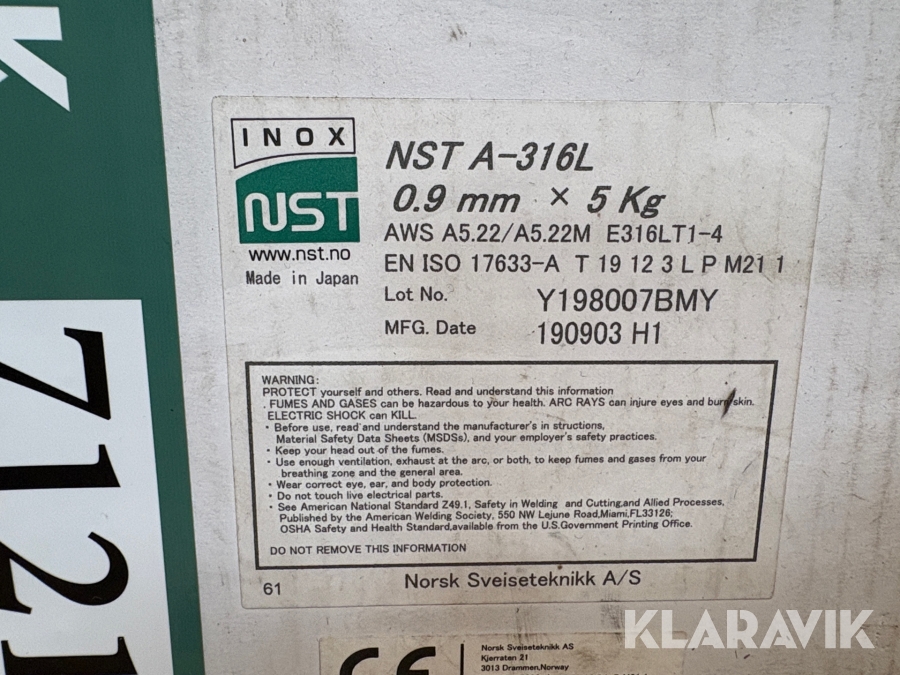 K
7121
INOX
NST
www.nst.no
Made in Japan
NST A-316L
0.9 mm × 5 Kg
AWS A5.22/A5.22M E316LT1-4
EN ISO 17633-A T 19 12 3 L P M21 1
Lot No. Y198007BMY
MFG. Date 190903 H1
WARNING:
PROTECT yourself and others. Read and understand this information
. FUMES AND GASES can be hazardous to your health. ARC RAYS can injure eyes and burn skin.
ELECTRIC SHOCK can KILL.
• Before use, read and understand the manufacturer's in structions,
Material Safety Data Sheets (MSDSs), and your employer's safety practices.
• Keep your head out of the fumes.
• Use enough ventilation, exhaust at the arc, or both, to keep fumes and gases from your
breathing zone and the general area.
• Wear correct eye, ear, and body protection.
• Do not touch live electrical parts.
• See American National Standard Z49.1, Safety in Welding and Cutting,and Allied Processes,
Published by the American Welding Society, 550 NW Lejune Road,Miami,FL33126;
OSHA Safety and Health Standard,available from the U.S.Government Printing Office.
DO NOT REMOVE THIS INFORMATION
61
Norsk Sveiseteknikk A/S
KLARAVIK
CE
Norsk Sveiseteknikk AS
Kjerraten 21
3013 Drammen,Norway